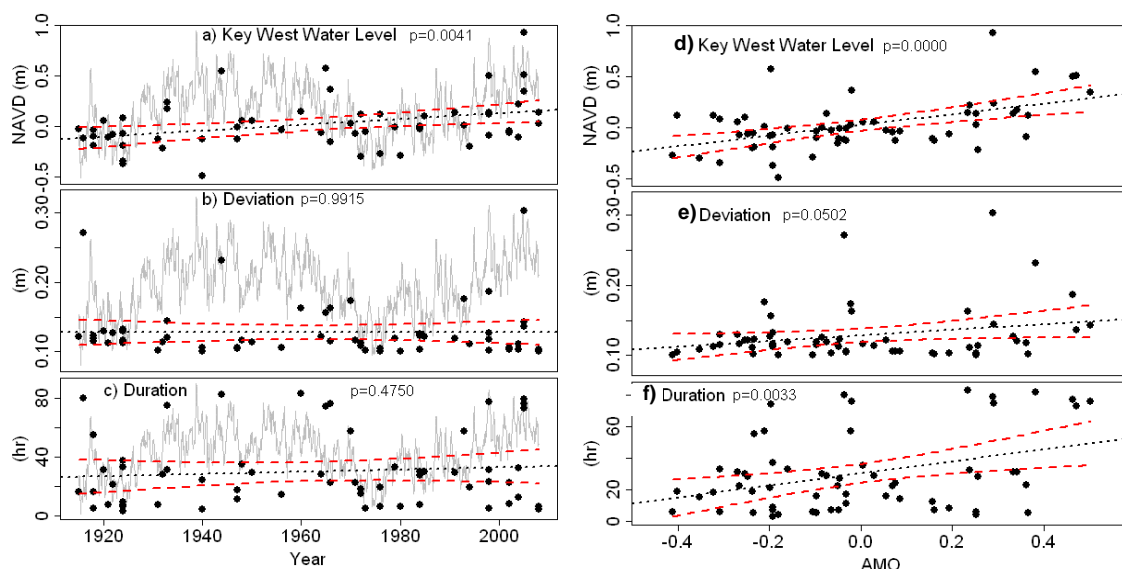 a) Key West Water Level p=0.0041
NAVD (m)
1.0
0.5
0.0
-0.5
b) Deviation p=0.9915
(m)
0.30
0.20
0.10
c) Duration p=0.4750
(hr)
80
60
40
20
0
1920 1940 1960 1980 2000
Year
d) Key West Water Level p=0.0000
NAVD (m)
1.0
0.5
0.0
-0.5
e) Deviation p=0.0502
(m)
0.30
0.20
0.10
f) Duration p=0.0033
(hr)
60
40
20
0
-0.4 -0.2 0.0 0.2 0.4
AMO